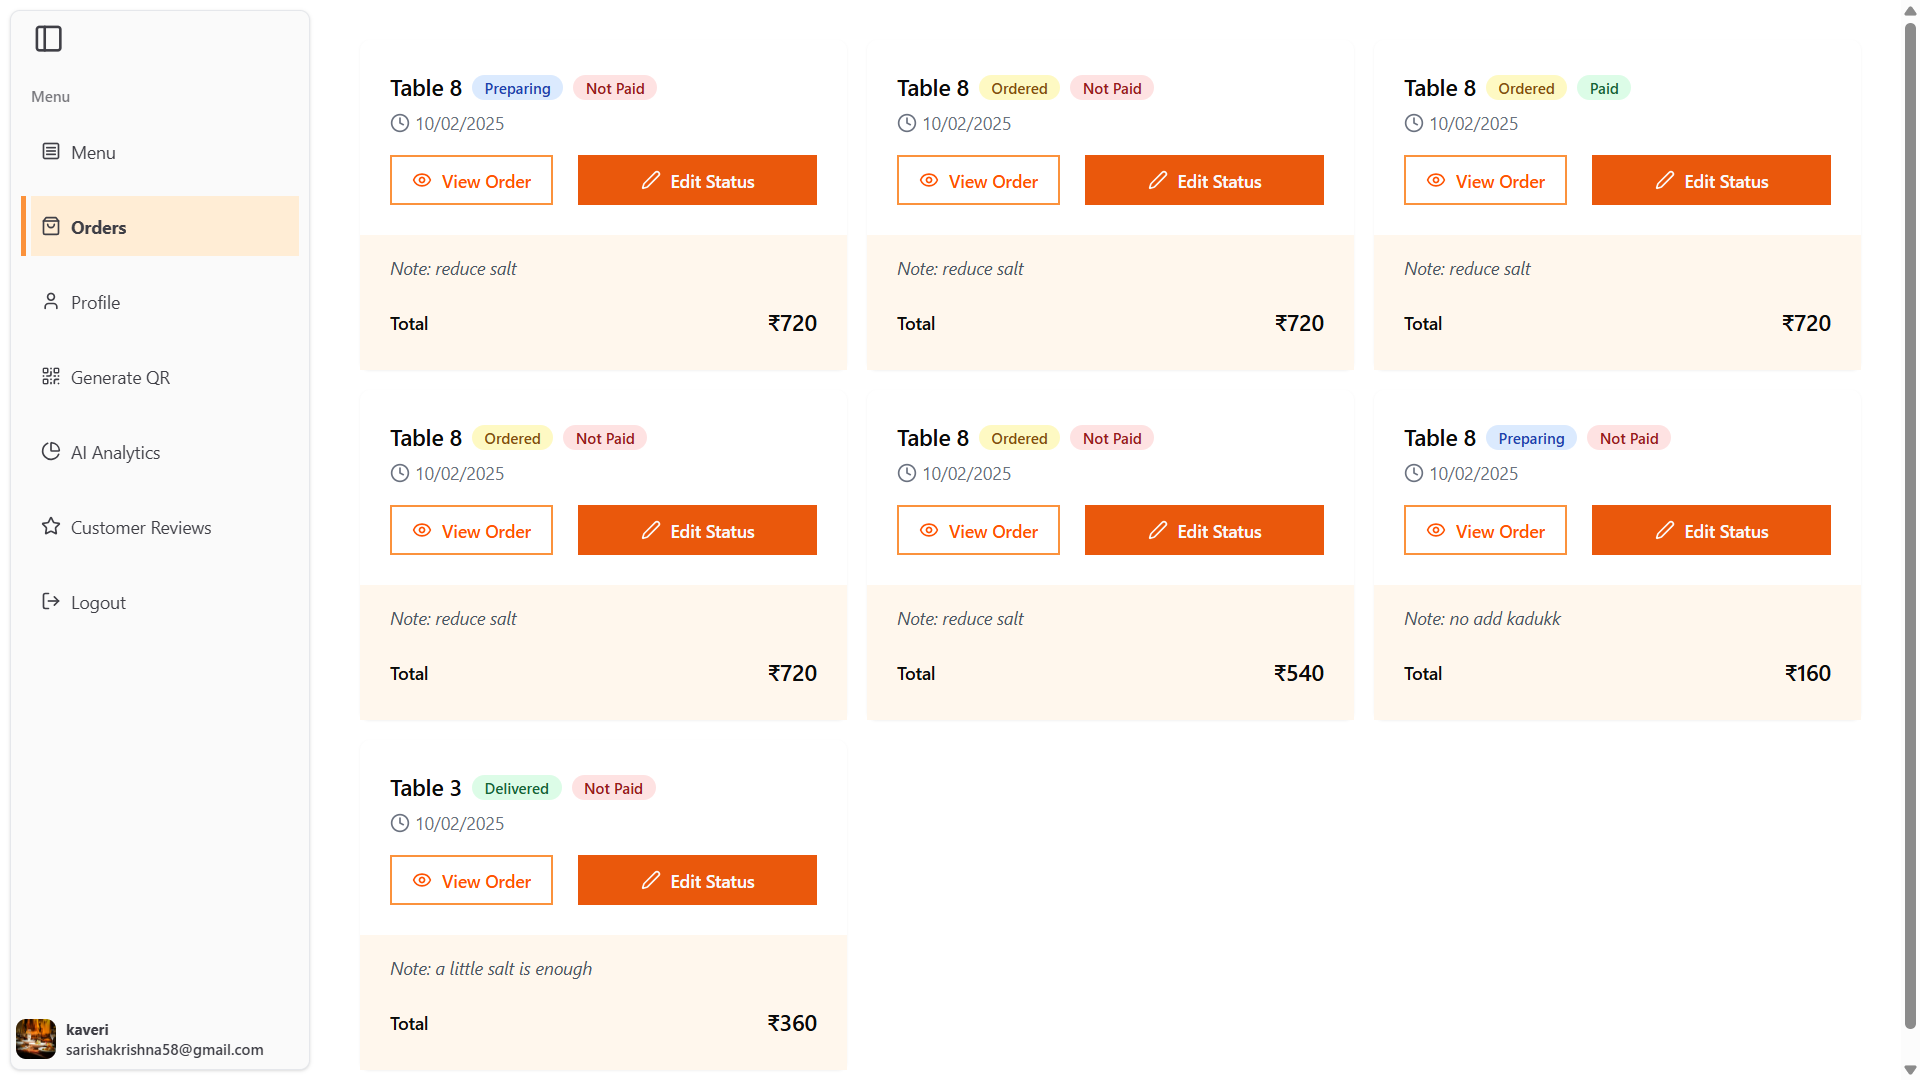 Menu
Menu
Orders
Profile
Generate QR
AI Analytics
Customer Reviews
Logout
kaveri
sarishakrishna58@gmail.com
Table 8 Preparing Not Paid
10/02/2025
View Order Edit Status
Note: reduce salt
Total ₹720
Table 8 Ordered Not Paid
10/02/2025
View Order Edit Status
Note: reduce salt
Total ₹720
Table 8 Ordered Paid
10/02/2025
View Order Edit Status
Note: reduce salt
Total ₹720
Table 8 Ordered Not Paid
10/02/2025
View Order Edit Status
Note: reduce salt
Total ₹720
Table 8 Ordered Not Paid
10/02/2025
View Order Edit Status
Note: reduce salt
Total ₹540
Table 8 Preparing Not Paid
10/02/2025
View Order Edit Status
Note: no add kadukk
Total ₹160
Table 3 Delivered Not Paid
10/02/2025
View Order Edit Status
Note: a little salt is enough
Total ₹360